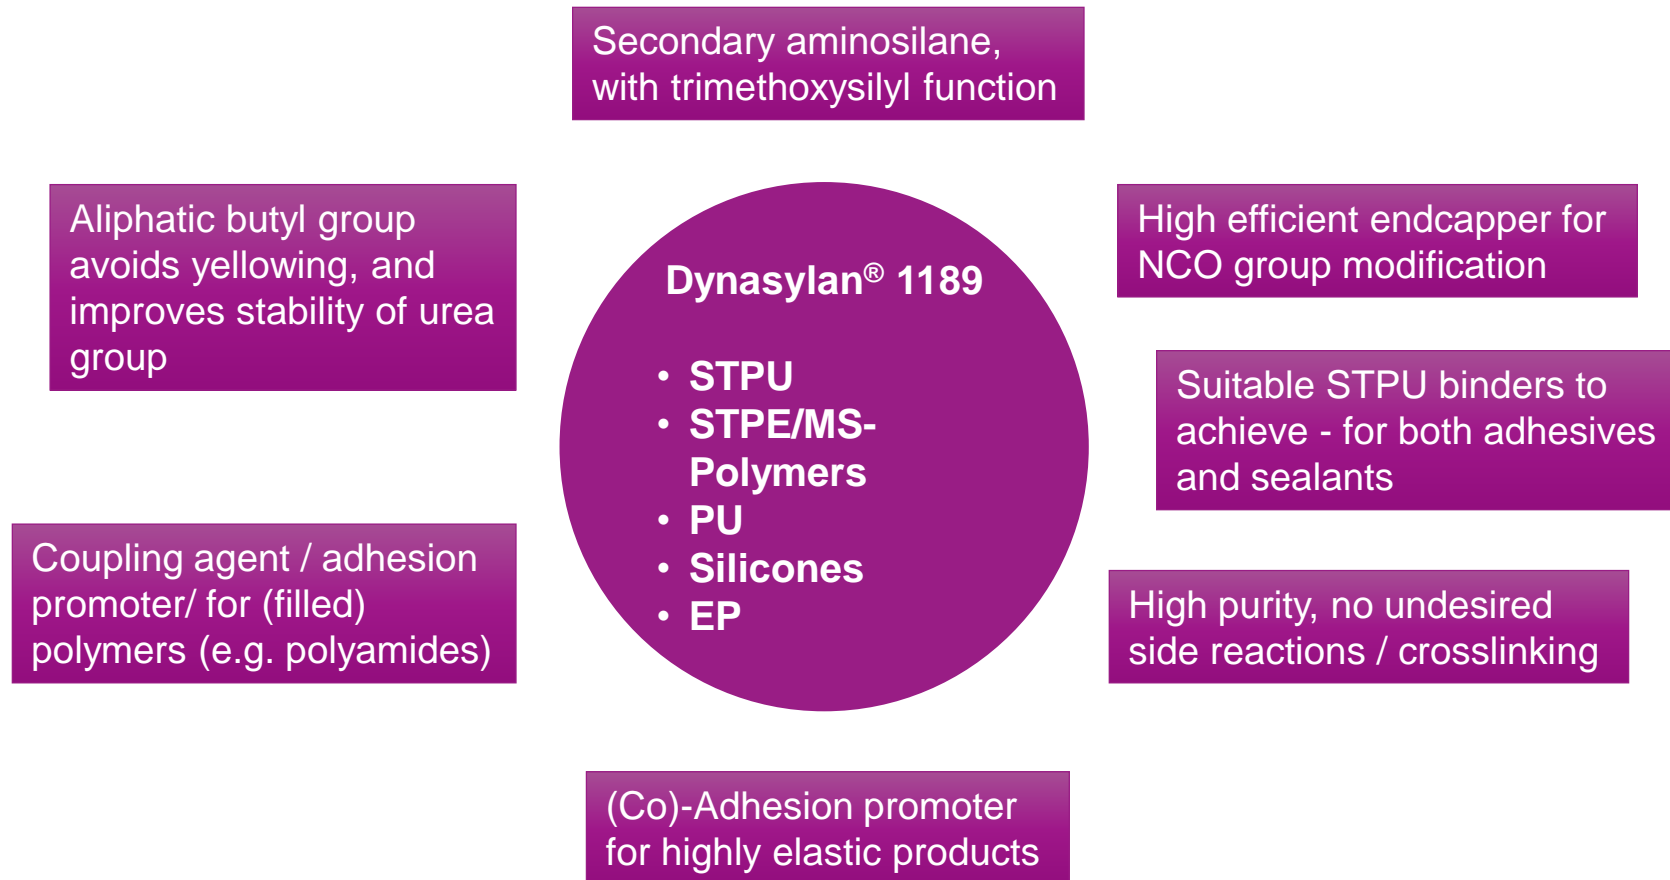 Secondary aminosilane,
with trimethoxysilyl function
Aliphatic butyl group
avoids yellowing, and
improves stability of urea
group
High efficient endcapper for
NCO group modification
Dynasylan® 1189
• STPU
• STPE/MS-
Polymers
• PU
• Silicones
• EP
Suitable STPU binders to
achieve - for both adhesives
and sealants
Coupling agent / adhesion
promoter/ for (filled)
polymers (e.g. polyamides)
High purity, no undesired
side reactions / crosslinking
(Co)-Adhesion promoter
for highly elastic products